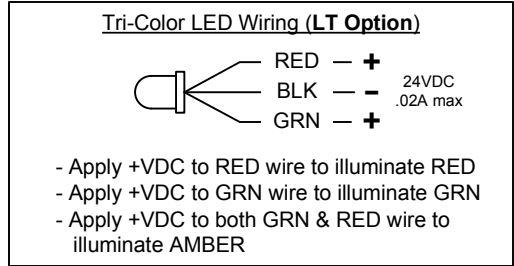 Tri-Color LED Wiring (LT Option)
RED — +
BLK — – 24VDC
.02A max
GRN — +
- Apply +VDC to RED wire to illuminate RED
- Apply +VDC to GRN wire to illuminate GRN
- Apply +VDC to both GRN & RED wire to
illuminate AMBER